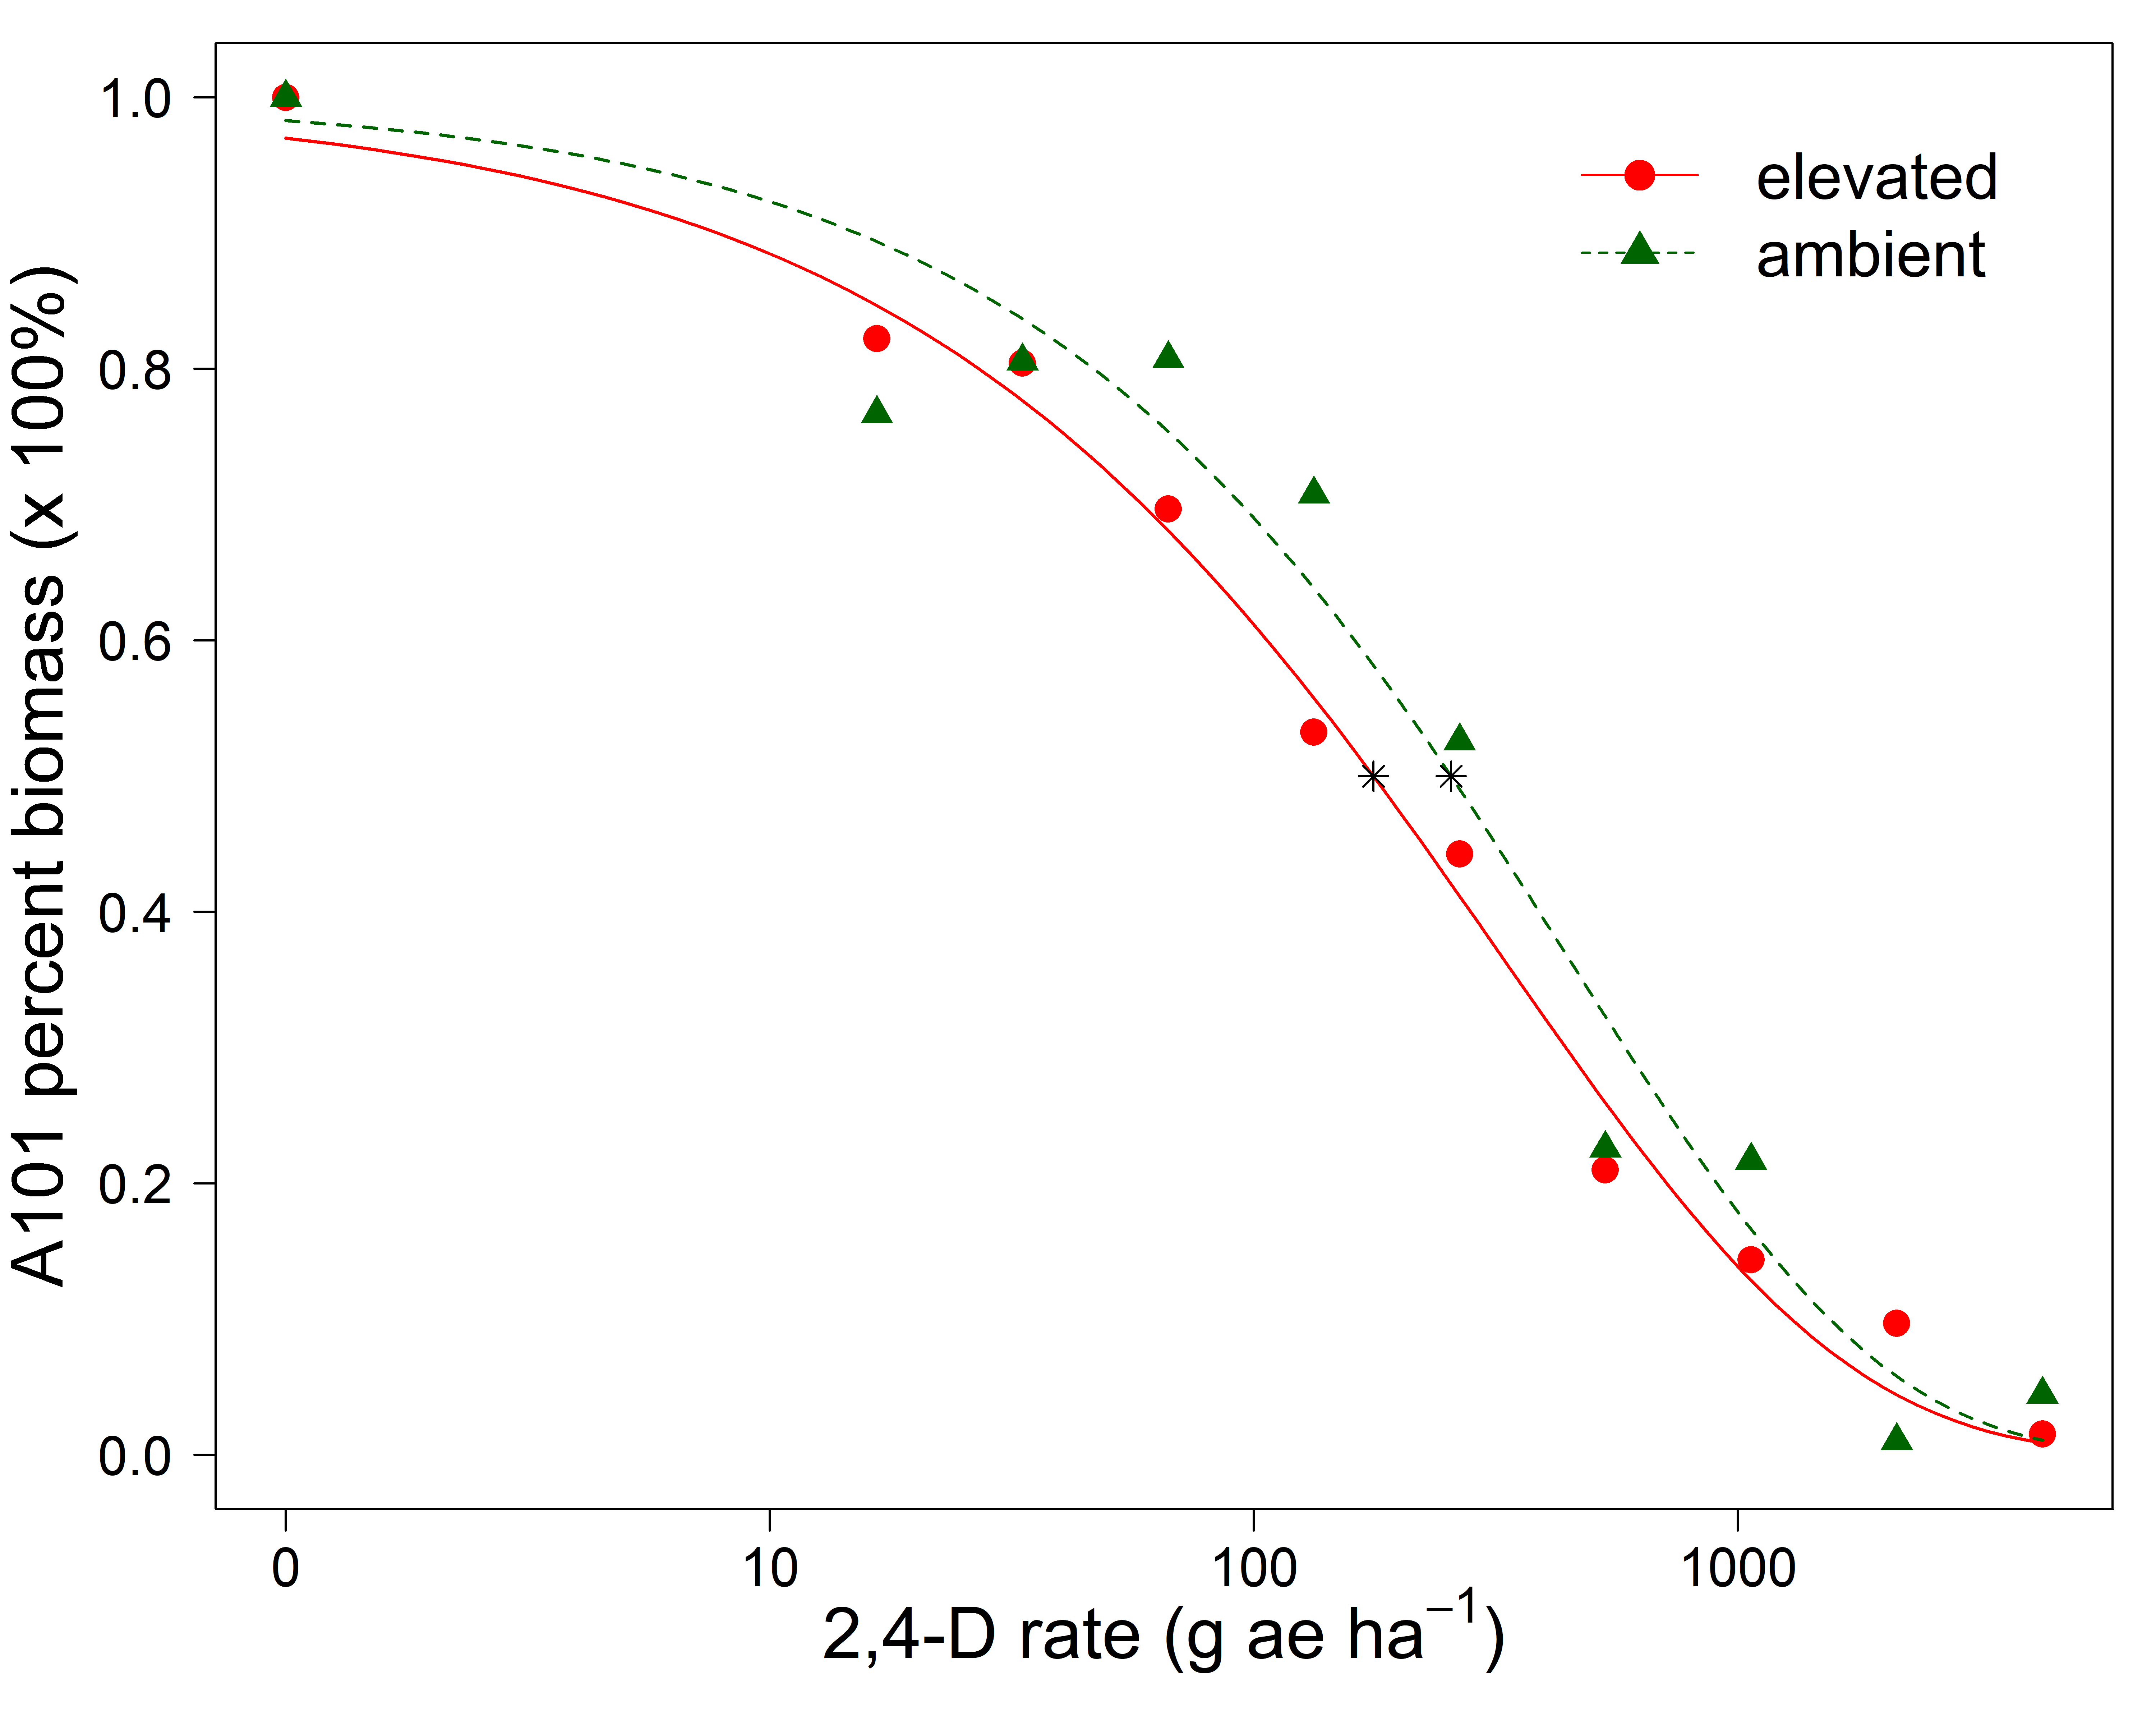 A101 percent biomass (x 100%)
1.0
0.8
0.6
0.4
0.2
0.0
elevated
ambient
0 10 100 1000
2,4-D rate (g ae ha⁻¹)